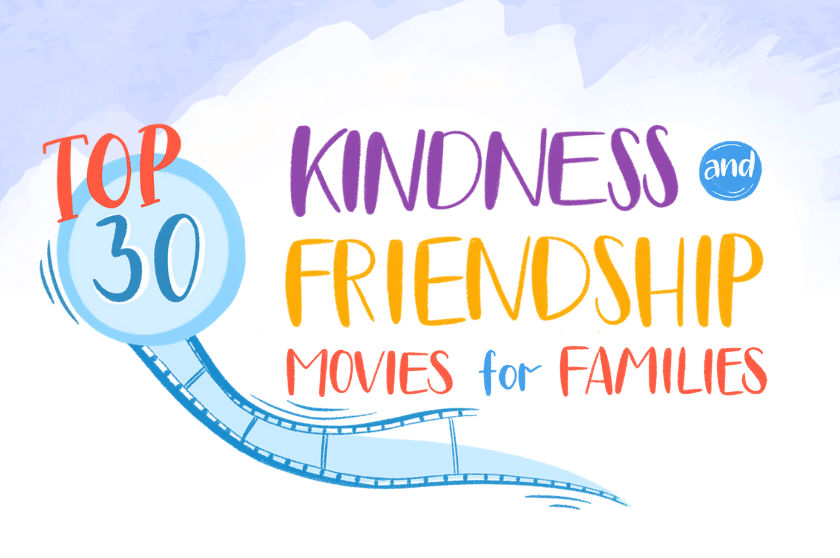 TOP
30
KINDNESS and
FRIENDSHIP
MOVIES for FAMILIES